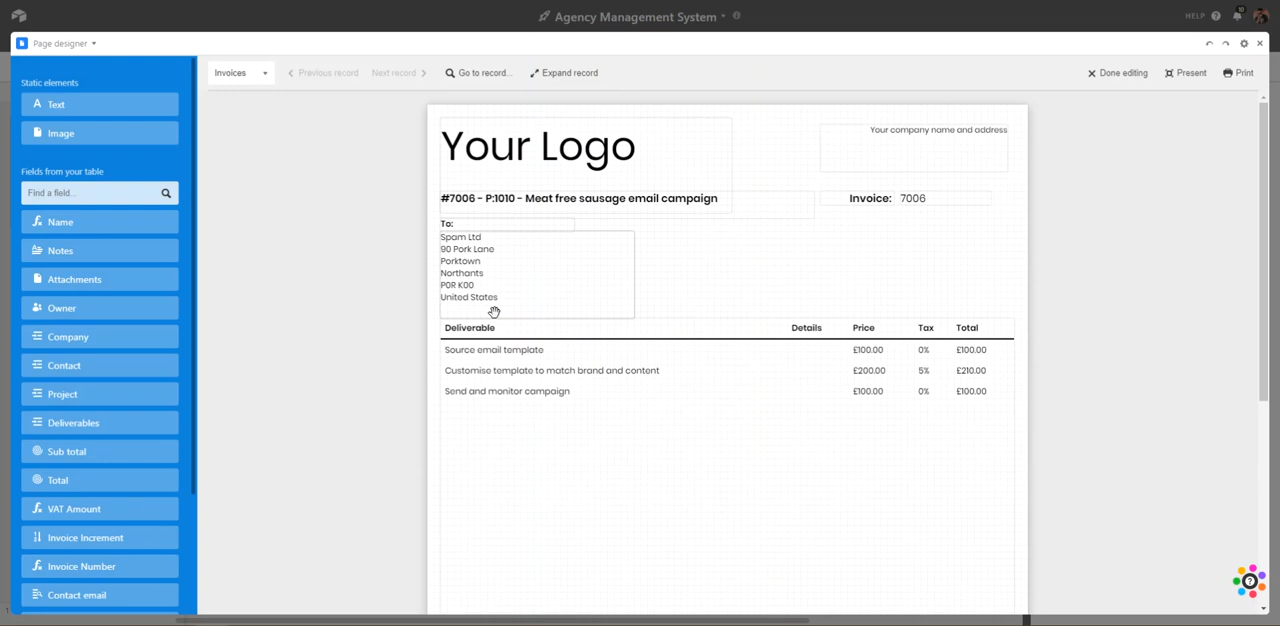 Agency Management System
HELP
10
Page designer
Static elements
Text
Image
Fields from your table
Find a field...
Name
Notes
Attachments
Owner
Company
Contact
Project
Deliverables
Sub total
Total
VAT Amount
Invoice Increment
Invoice Number
Contact email
Invoices
Previous record
Next record
Go to record...
Expand record
Done editing
Present
Print
Your Logo
Your company name and address
#7006 - P:1010 - Meat free sausage email campaign
Invoice: 7006
To:
Spam Ltd
90 Pork Lane
Porktown
Northants
P0R K00
United States
Deliverable Details Price Tax Total
Source email template £100.00 0% £100.00
Customise template to match brand and content £200.00 5% £210.00
Send and monitor campaign £100.00 0% £100.00